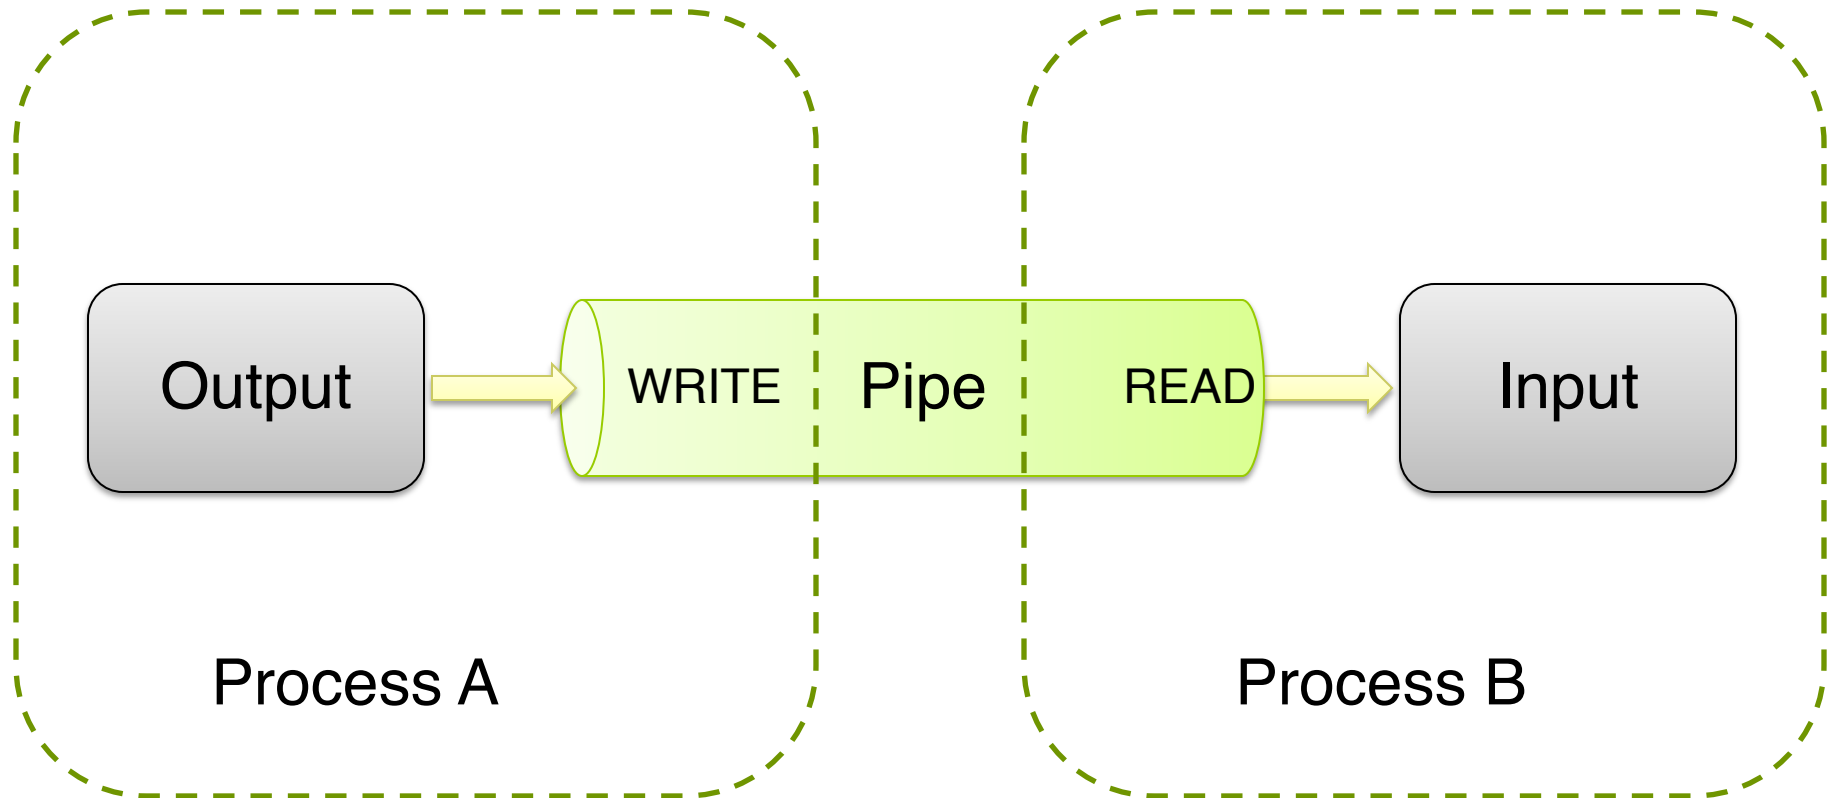 Output
WRITE
Pipe
READ
Input
Process A
Process B